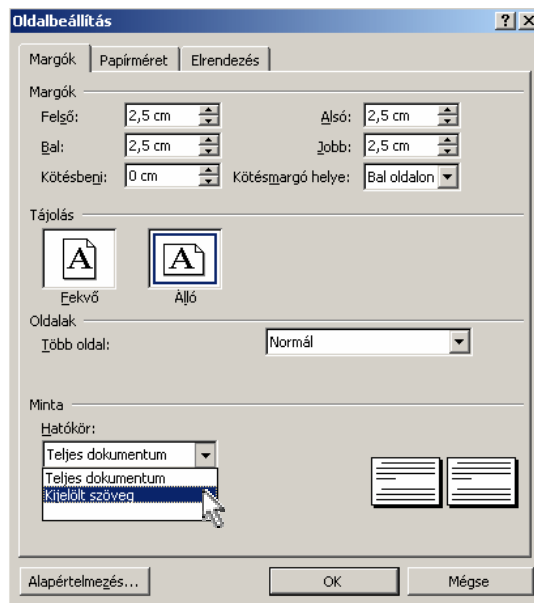 Oldalbeállítás
Margók Papírméret Elrendezés
Margók
Felső: 2,5 cm Alsó: 2,5 cm
Bal: 2,5 cm Jobb: 2,5 cm
Kötésbeni: 0 cm Kötésmargó helye: Bal oldalon
Tájolás
A A
Fekvő Álló
Oldalak
Több oldal: Normál
Minta
Hatókör:
Teljes dokumentum
Teljes dokumentum
Kijelölt szöveg
Alapértelmezés... OK Mégse